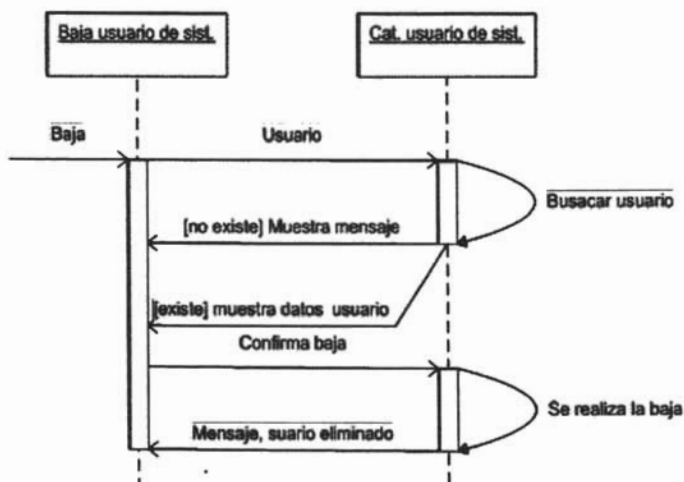 Baja usuario de sist.
Cat. usuario de sist.
Baja
Usuario
Busacar usuario
[no existe] Muestra mensaje
[existe] muestra datos usuario
Confirma baja
Se realiza la baja
Mensaje, suario eliminado